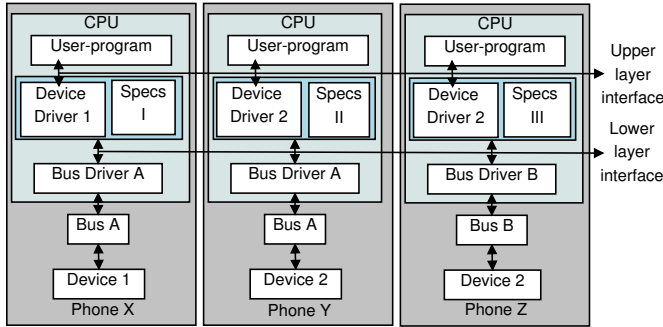 CPU
User-program
Device
Driver 1
Specs
I
Bus Driver A
Bus A
Device 1
Phone X
CPU
User-program
Device
Driver 2
Specs
II
Bus Driver A
Bus A
Device 2
Phone Y
CPU
User-program
Device
Driver 2
Specs
III
Bus Driver B
Bus B
Device 2
Phone Z
Upper
layer
interface
Lower
layer
interface